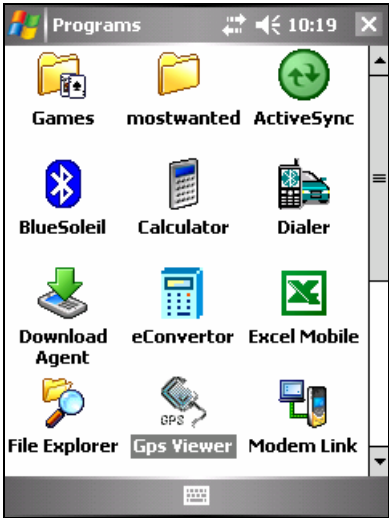 Programs 10:19
Games mostwanted ActiveSync
BlueSoleil Calculator Dialer
Download
Agent
eConvertor Excel Mobile
GPS
File Explorer Gps Viewer Modem Link